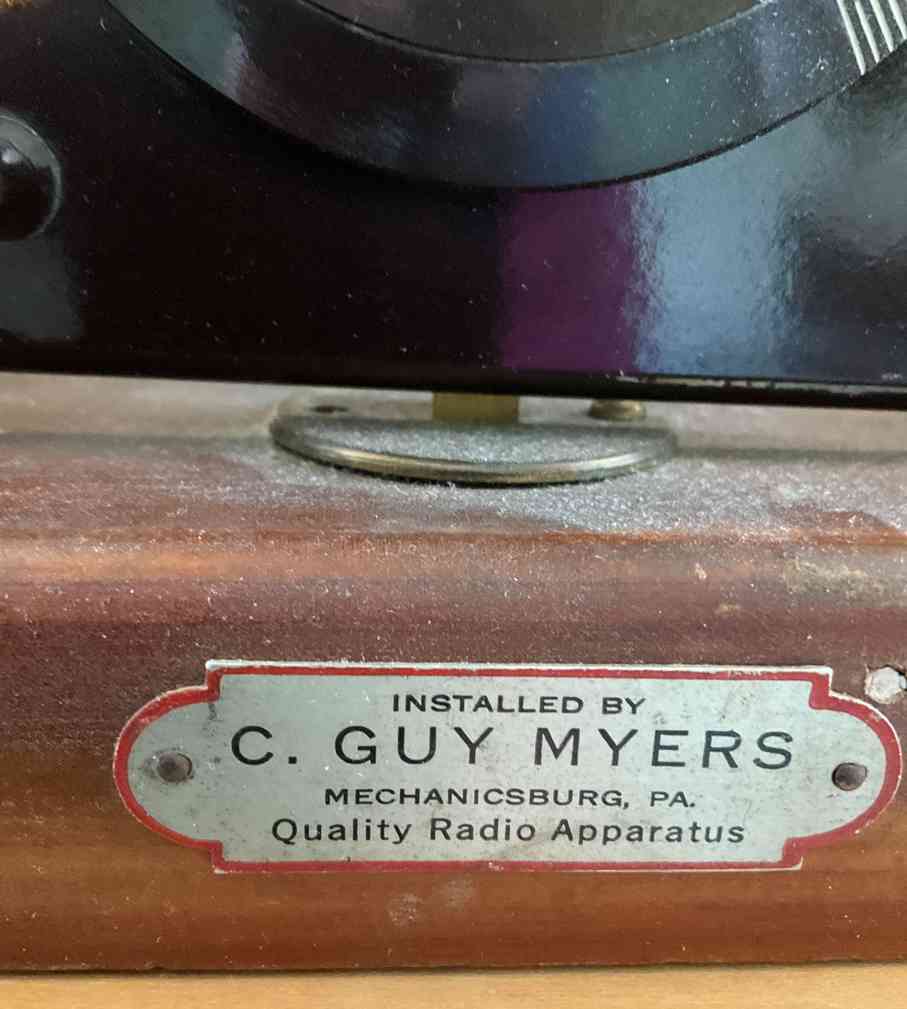 INSTALLED BY
C. GUY MYERS
MECHANICSBURG, PA.
Quality Radio Apparatus